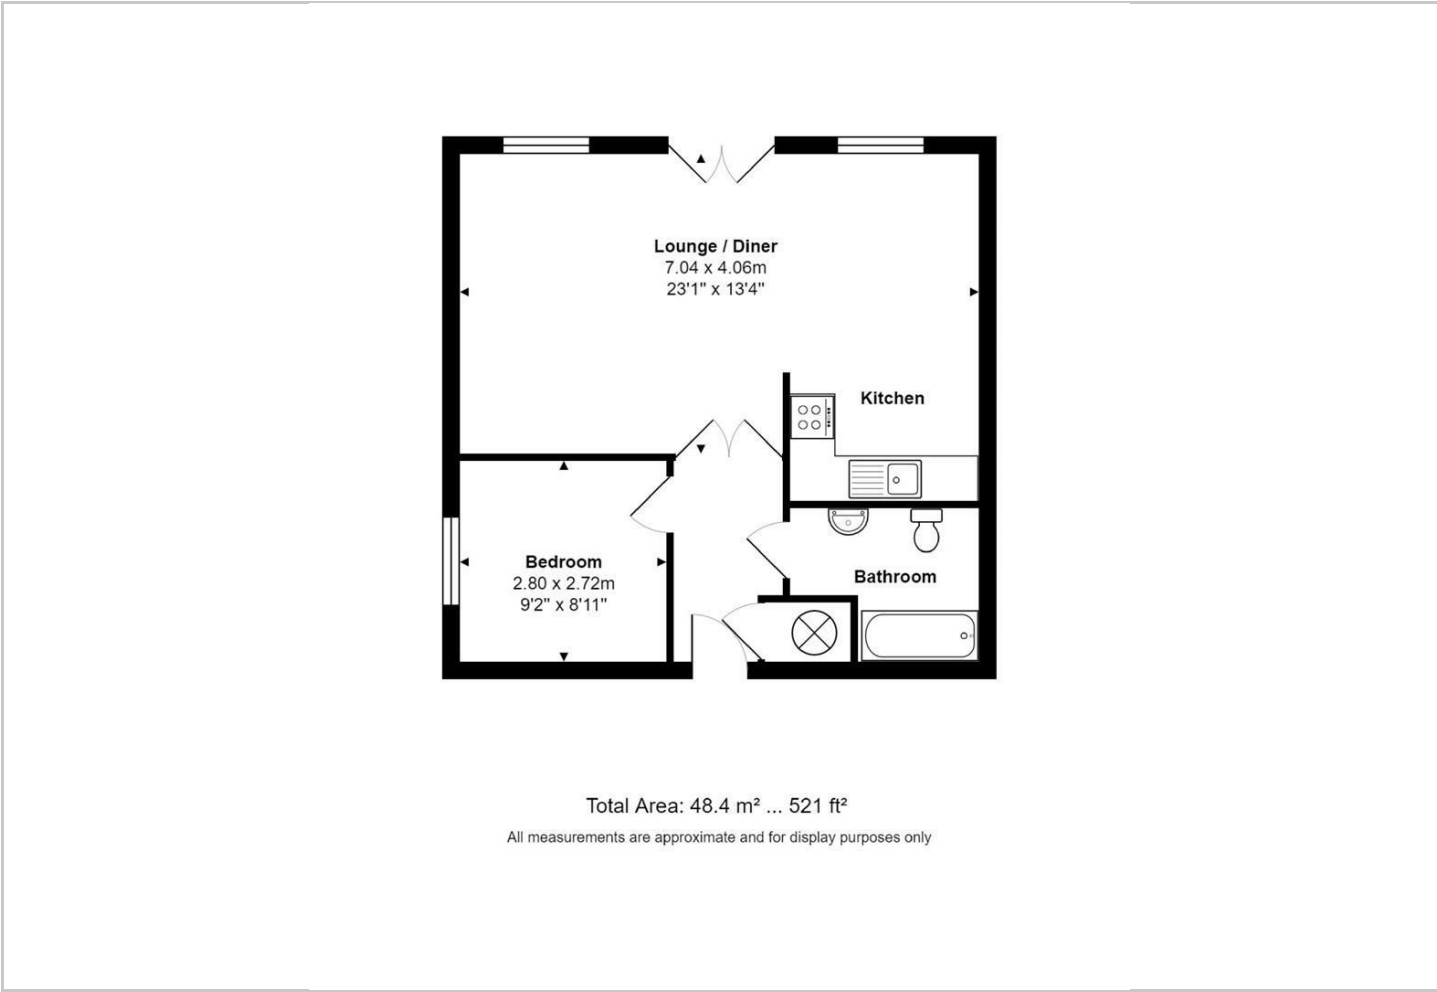 Lounge / Diner
7.04 x 4.06m
23'1" x 13'4"
Kitchen
Bedroom
2.80 x 2.72m
9'2" x 8'11"
Bathroom
Total Area: 48.4 m² ... 521 ft²
All measurements are approximate and for display purposes only